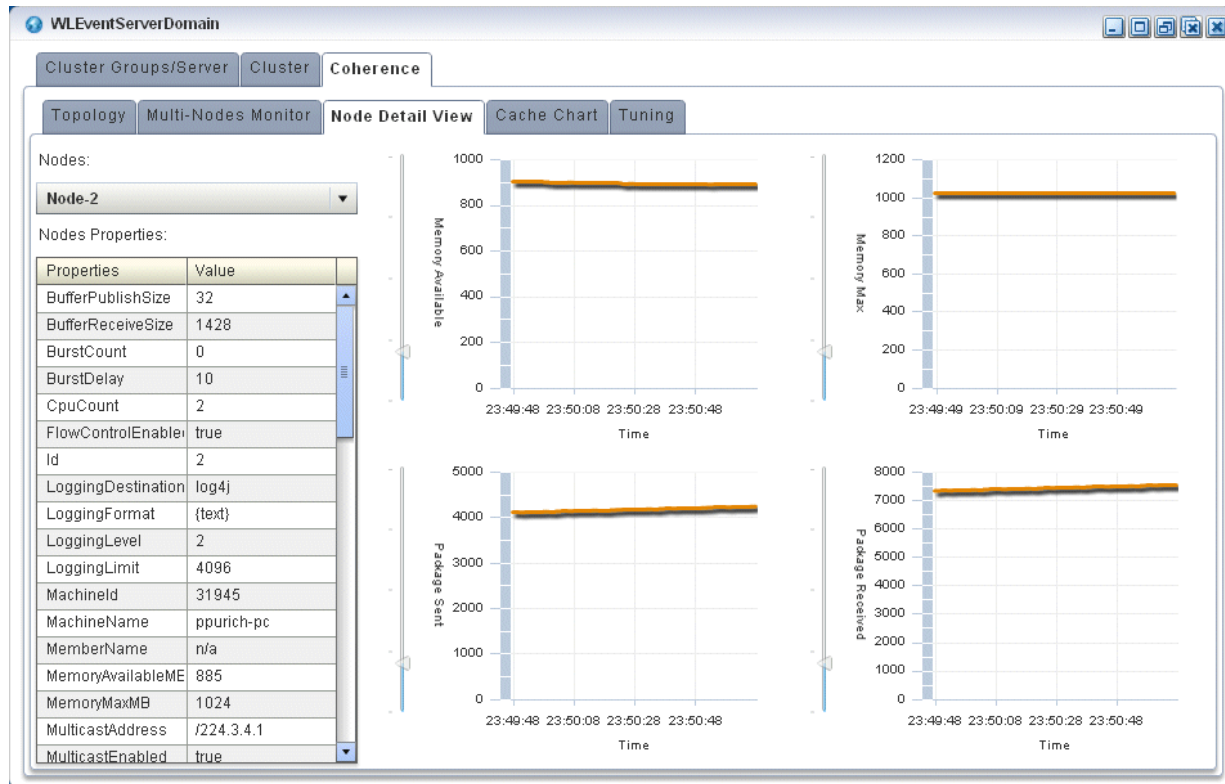 WLEventServerDomain
Cluster Groups/Server Cluster Coherence
Topology Multi-Nodes Monitor Node Detail View Cache Chart Tuning
Nodes:
Node-2
Nodes Properties:
Properties Value
BufferPublishSize 32
BufferReceiveSize 1428
BurstCount 0
BurstDelay 10
CpuCount 2
FlowControlEnable true
Id 2
LoggingDestination log4j
LoggingFormat {text}
LoggingLevel 2
LoggingLimit 4096
MachineId 31945
MachineName ppurich-pc
MemberName n/a
MemoryAvailableME 885
MemoryMaxMB 1024
MulticastAddress /224.3.4.1
MulticastEnabled true
Memory Available
1000
800
600
400
200
0
23:49:48 23:50:08 23:50:28 23:50:48
Time
Memory Max
1200
1000
800
600
400
200
0
23:49:49 23:50:09 23:50:29 23:50:49
Time
Package Sent
5000
4000
3000
2000
1000
0
23:49:48 23:50:08 23:50:28 23:50:48
Time
Package Received
8000
7000
6000
5000
4000
3000
2000
1000
0
23:49:48 23:50:08 23:50:28 23:50:48
Time